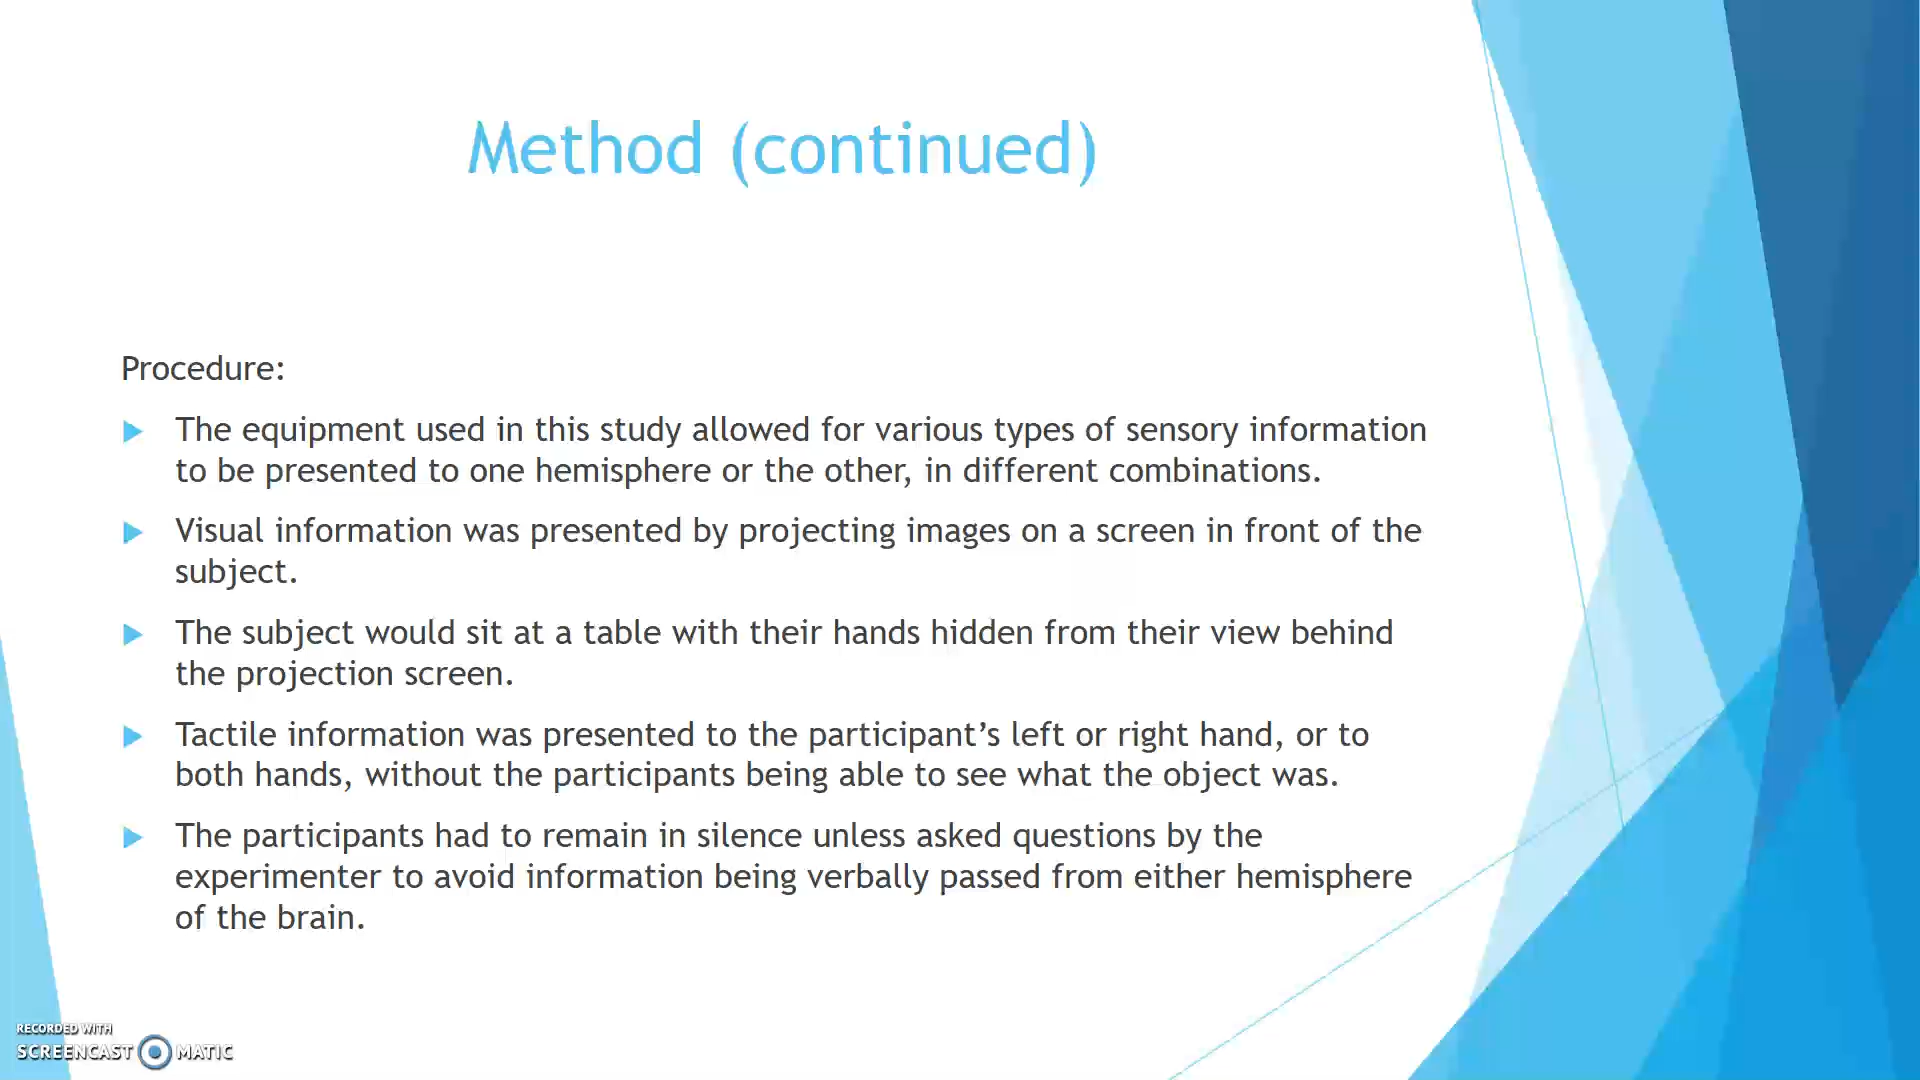 Method (continued)
Procedure:
The equipment used in this study allowed for various types of sensory information
to be presented to one hemisphere or the other, in different combinations.
Visual information was presented by projecting images on a screen in front of the
subject.
The subject would sit at a table with their hands hidden from their view behind
the projection screen.
Tactile information was presented to the participant’s left or right hand, or to
both hands, without the participants being able to see what the object was.
The participants had to remain in silence unless asked questions by the
experimenter to avoid information being verbally passed from either hemisphere
of the brain.
RECORDED WITH
SCREENCAST MATIC